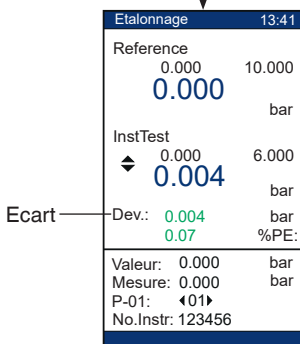 Etalonnage 13:41
Reference
0.000 10.000
0.000
bar
InstTest
0.000 6.000
0.004
bar
Ecart
Dev.: 0.004 bar
0.07 %PE:
Valeur: 0.000 bar
Mesure: 0.000 bar
P-01: 01
No.Instr: 123456